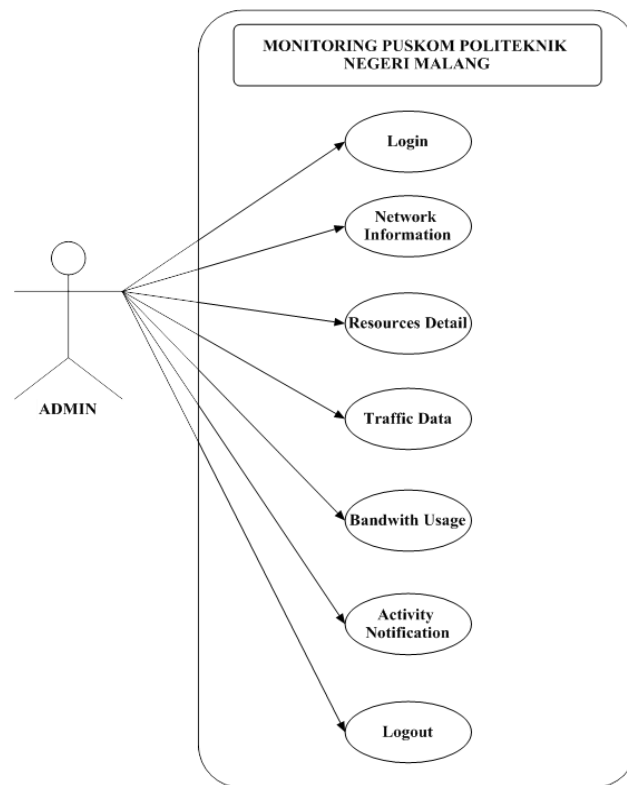 MONITORING PUSKOM POLITEKNIK
NEGERI MALANG
Login
Network
Information
Resources Detail
Traffic Data
ADMIN
Bandwith Usage
Activity
Notification
Logout